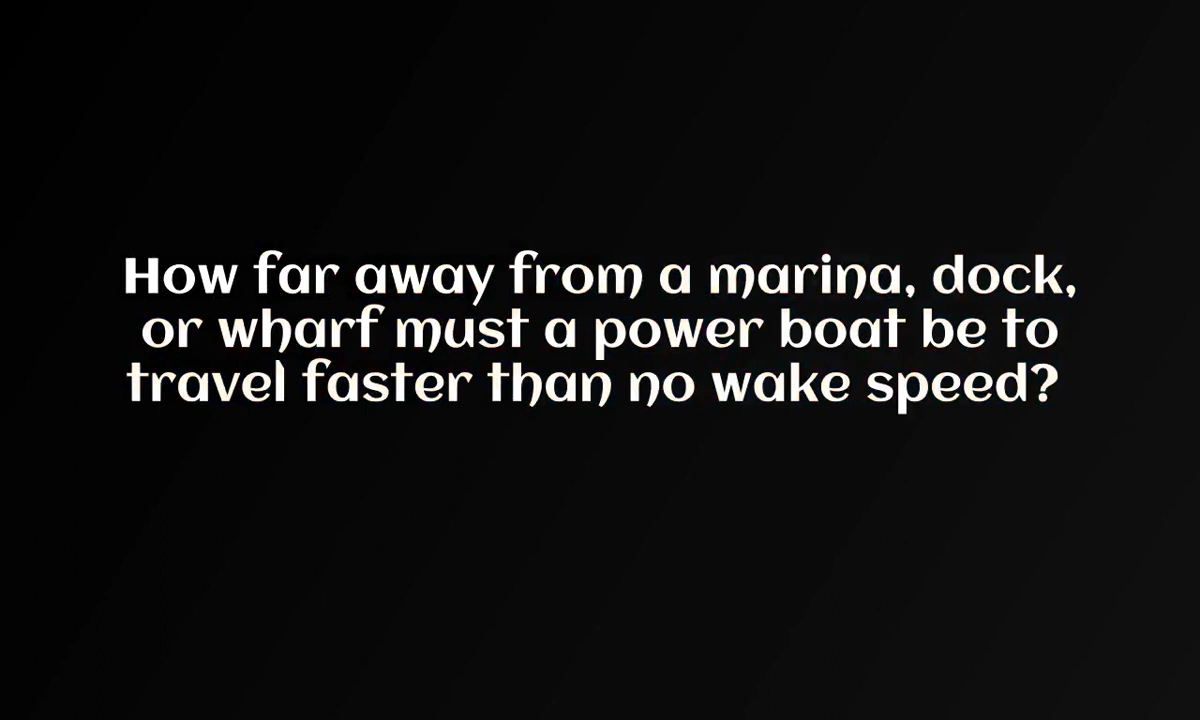 How far away from a marina, dock,
or wharf must a power boat be to
travel faster than no wake speed?